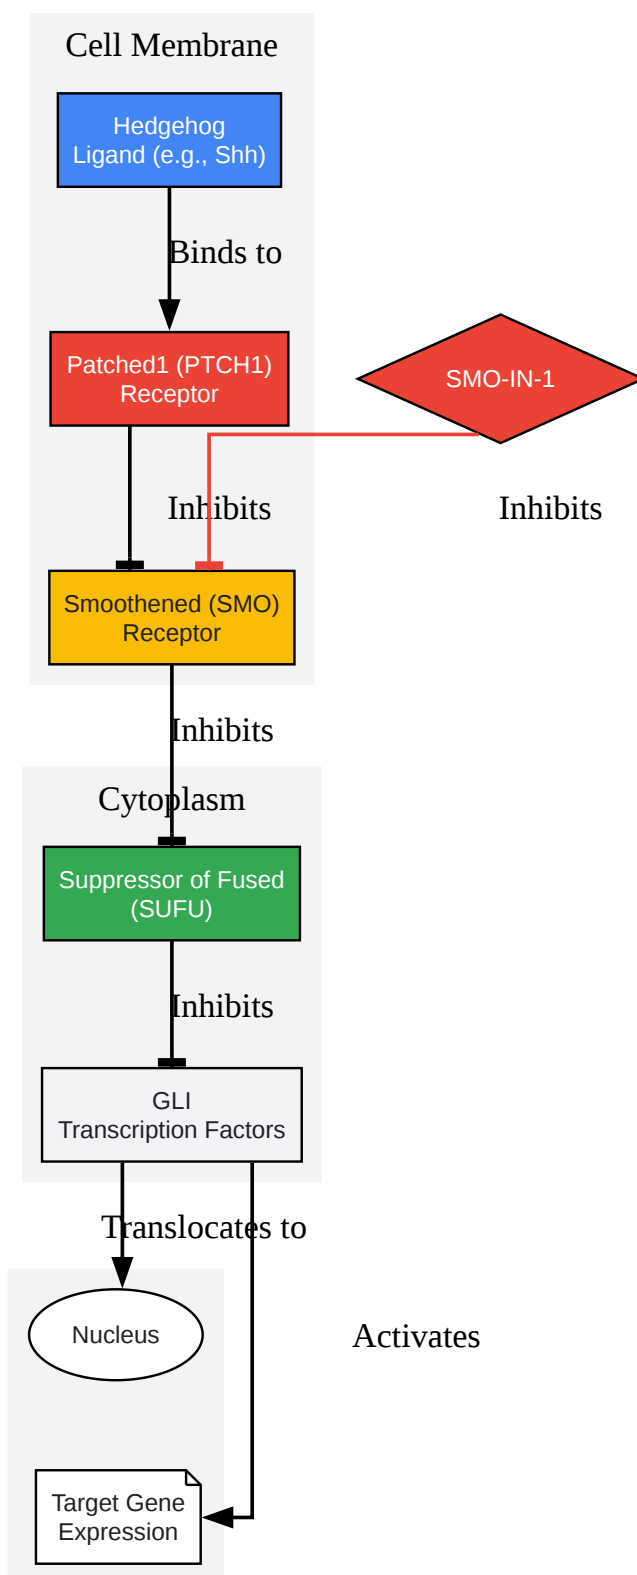 Cell Membrane
Hedgehog
Ligand (e.g., Shh)
Binds to
Patched1 (PTCH1)
Receptor
SMO-IN-1
Inhibits
Inhibits
Smoothened (SMO)
Receptor
Inhibits
Cytoplasm
Suppressor of Fused
(SUFU)
Inhibits
GLI
Transcription Factors
Translocates to
Nucleus
Activates
Target Gene
Expression